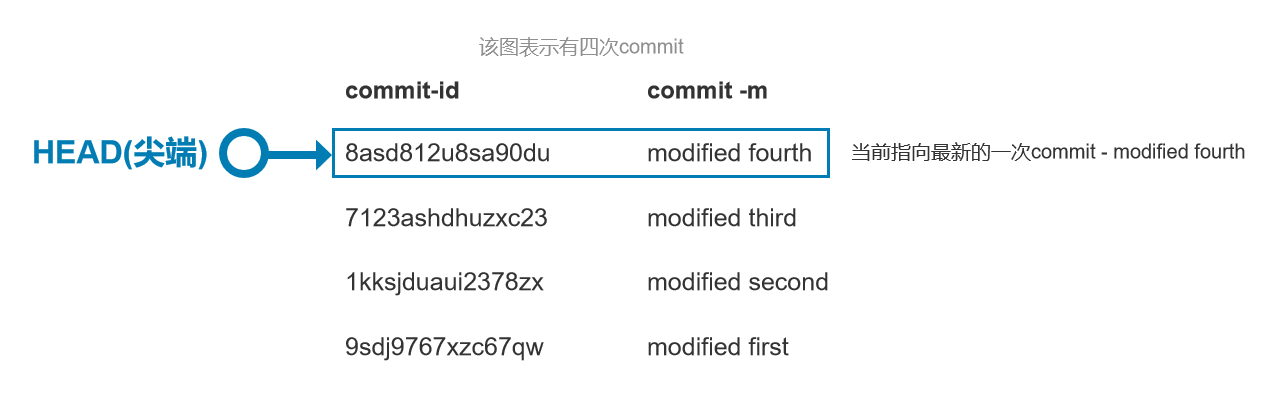 该图表示有四次commit
commit-id commit -m
HEAD(尖端) 8asd812u8sa90du modified fourth 当前指向最新的一次commit - modified fourth
7123ashdhuzxc23 modified third
1kksjduaui2378zx modified second
9sdj9767xzc67qw modified first